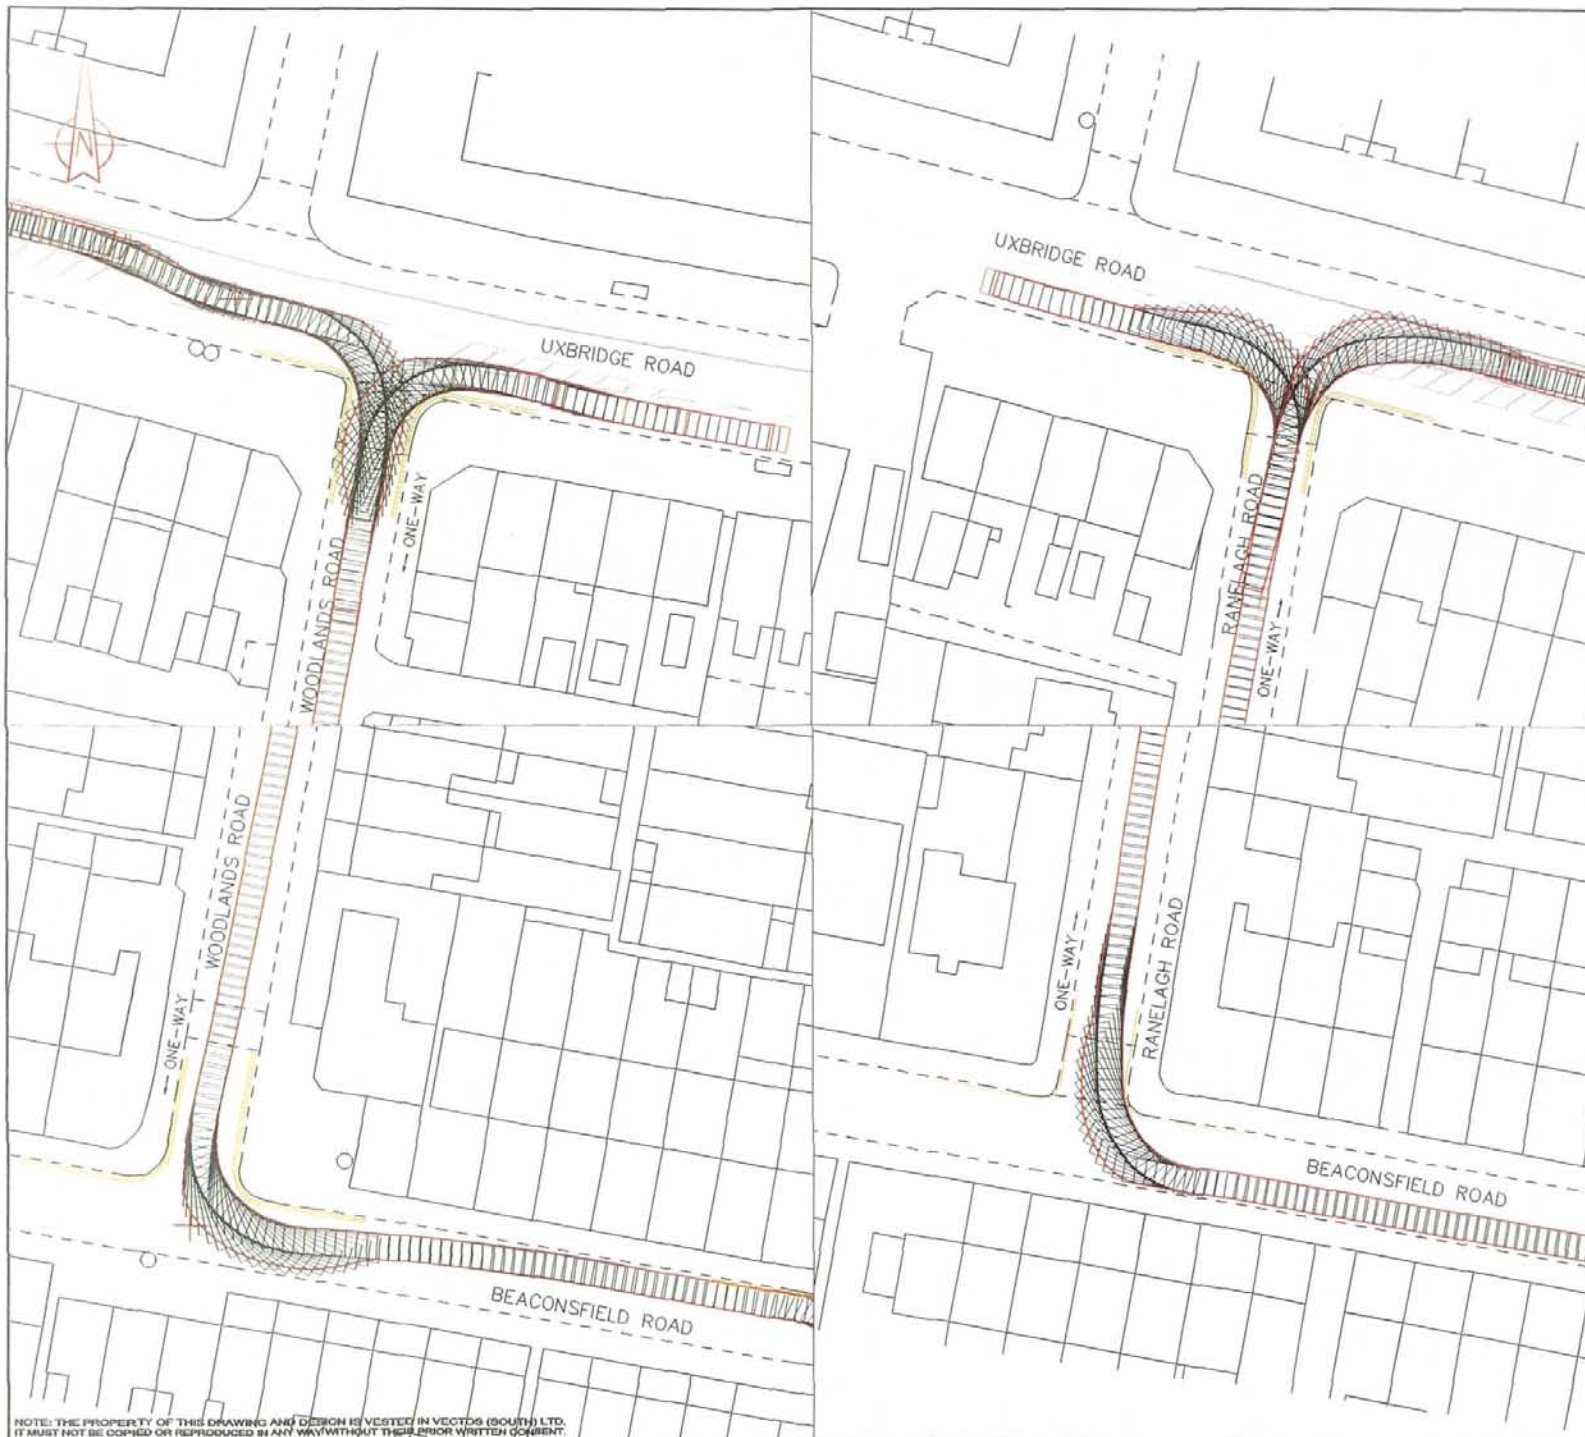 N
UXBRIDGE ROAD
WOODLANDS ROAD
ONE-WAY
UXBRIDGE ROAD
RANELAGH ROAD
ONE-WAY
WOODLANDS ROAD
ONE-WAY
BEACONSFIELD ROAD
ONE-WAY
RANELAGH ROAD
BEACONSFIELD ROAD
NOTE: THE PROPERTY OF THIS DRAWING AND DESIGN IS VESTED IN VECTOS (SOUTH) LTD.
IT MUST NOT BE COPIED OR REPRODUCED IN ANY WAY WITHOUT THEIR PRIOR WRITTEN CONSENT.